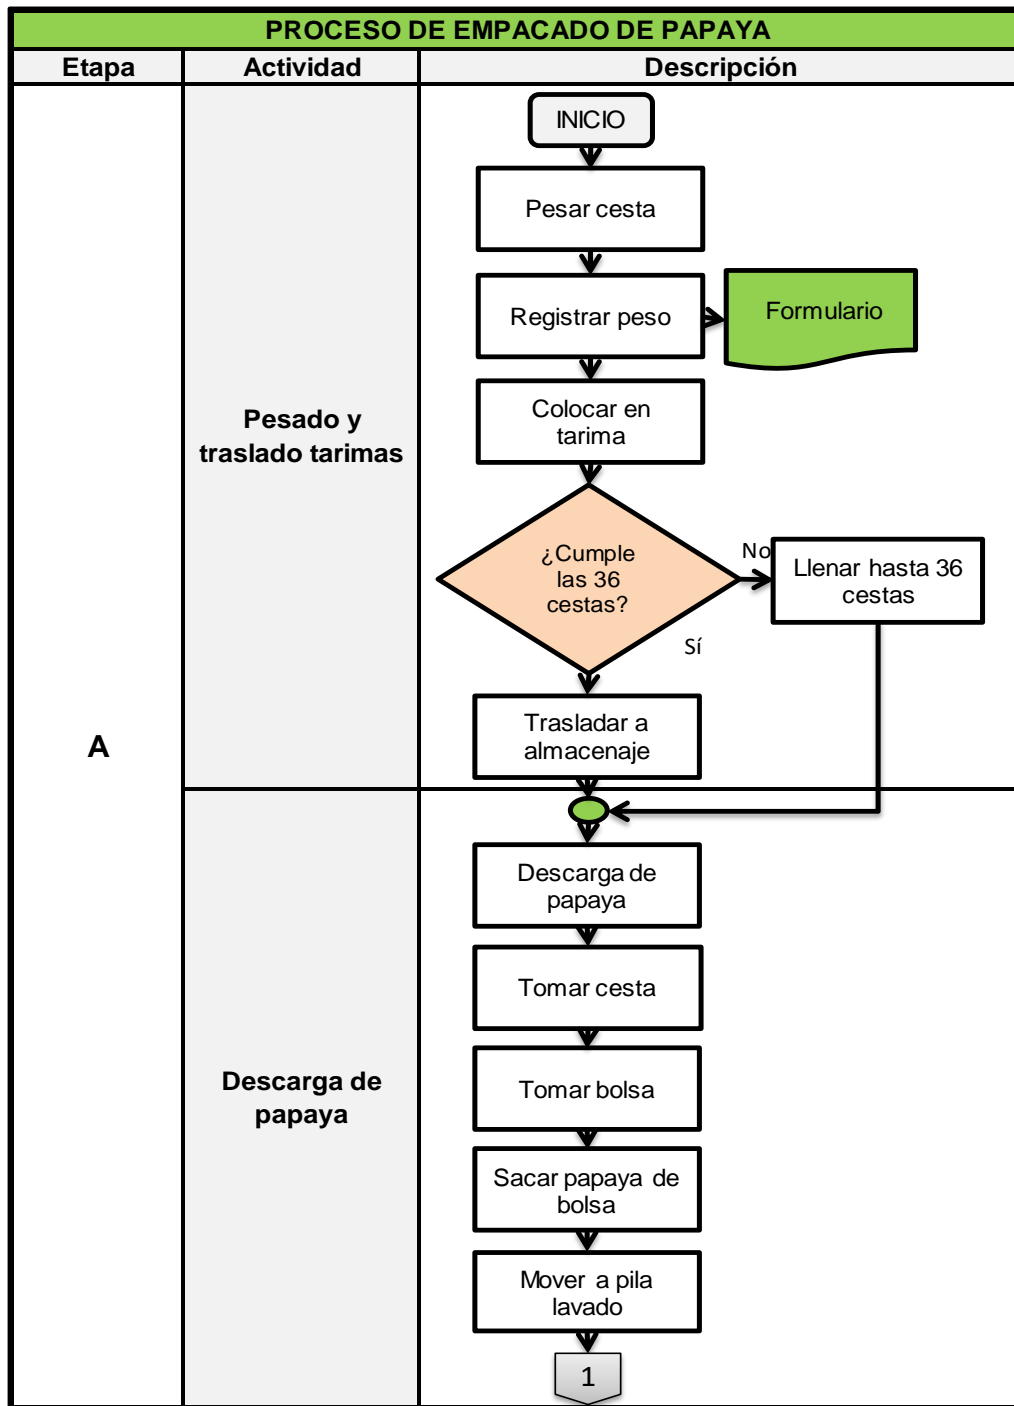 PROCESO DE EMPACADO DE PAPAYA
Etapa
Actividad
Descripción
INICIO
Pesar cesta
Registrar peso
Formulario
Colocar en
tarima
Pesado y
traslado tarimas
¿Cumple
las 36
cestas?
No
Llenar hasta 36
cestas
Sí
Trasladar a
almacenaje
A
Descarga de
papaya
Tomar cesta
Tomar bolsa
Descarga de
papaya
Sacar papaya de
bolsa
Mover a pila
lavado
1